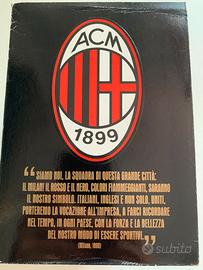 ACM
1899
"SIAMO NOI, LA SQUADRA DI QUESTA GRANDE CITTÀ:
IL MILAN! IL ROSSO E IL NERO, COLORI FIAMMEGGIANTI, SARANNO
IL NOSTRO SIMBOLO. ITALIANI, INGLESI E NON SOLO, UNITI,
PORTEREMO LA VOCAZIONE ALL'IMPRESA, A FARCI RICORDARE
NEL TEMPO, IN OGNI PAESE, CON LA FORZA E LA BELLEZZA
DEL NOSTRO MODO DI ESSERE SPORTIVI."
(Milano, 1899)
subito